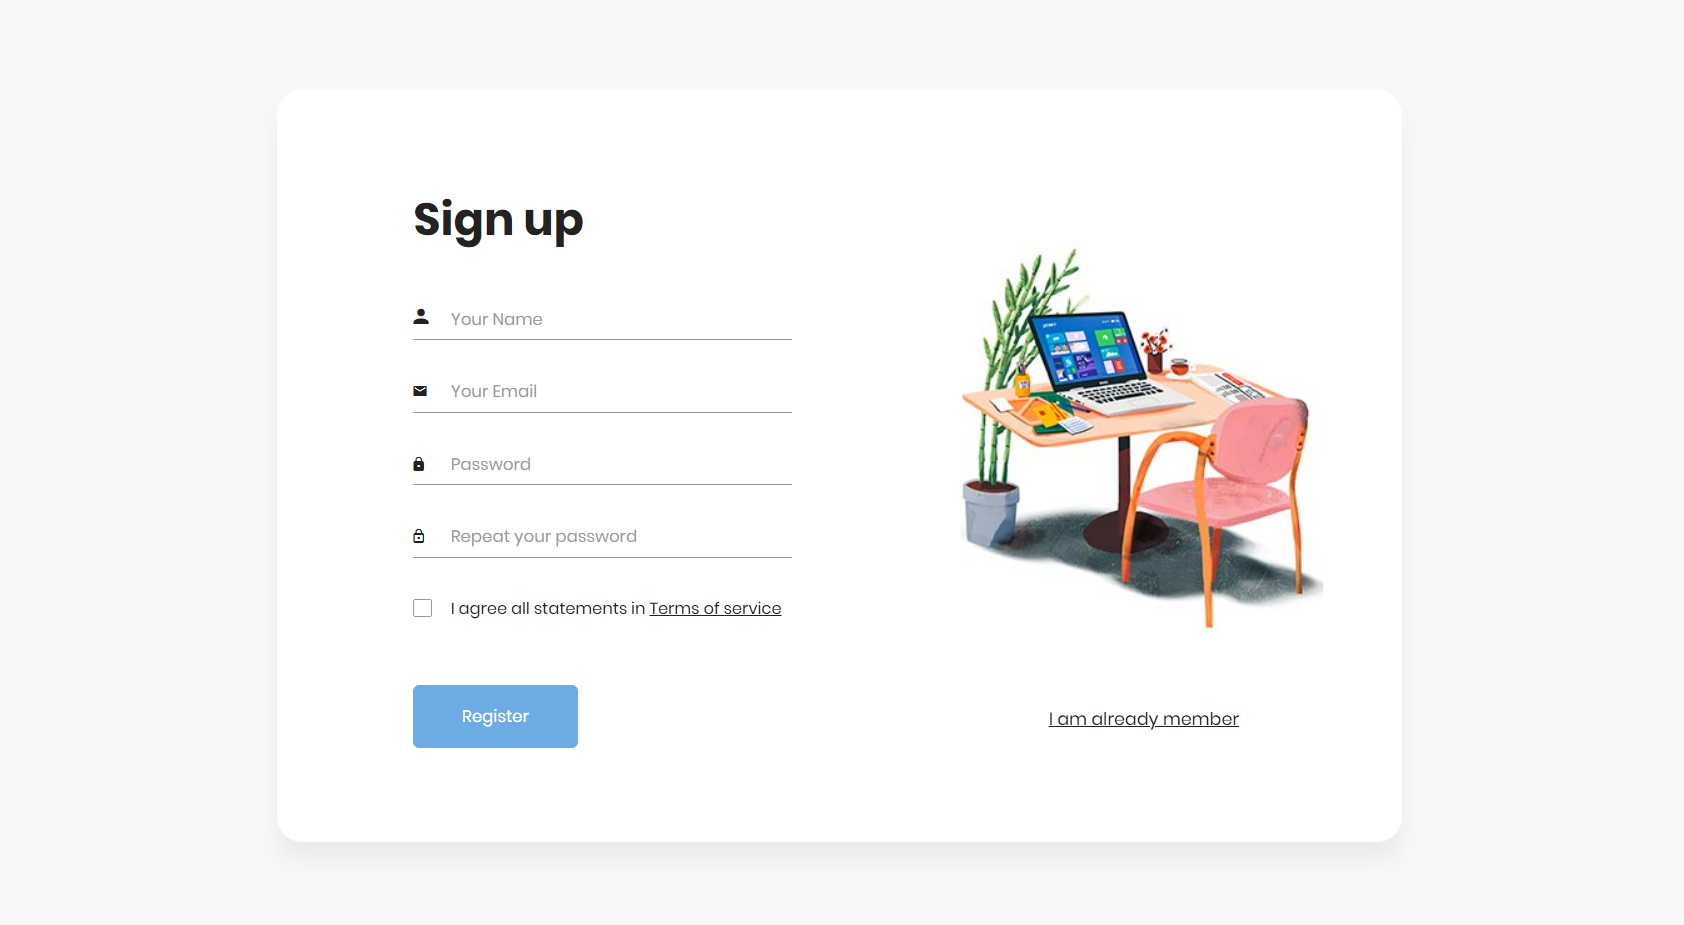 Sign up
Your Name
Your Email
Password
Repeat your password
I agree all statements in Terms of service
Register
I am already member